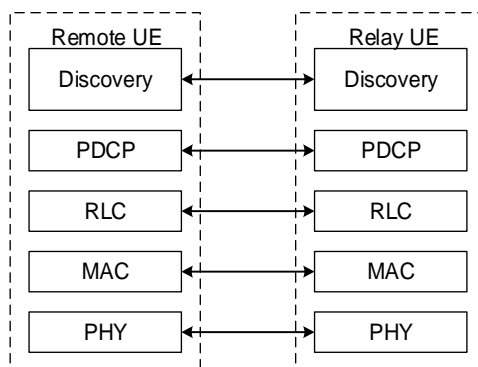 Remote UE
Relay UE
Discovery
Discovery
PDCP
PDCP
RLC
RLC
MAC
MAC
PHY
PHY